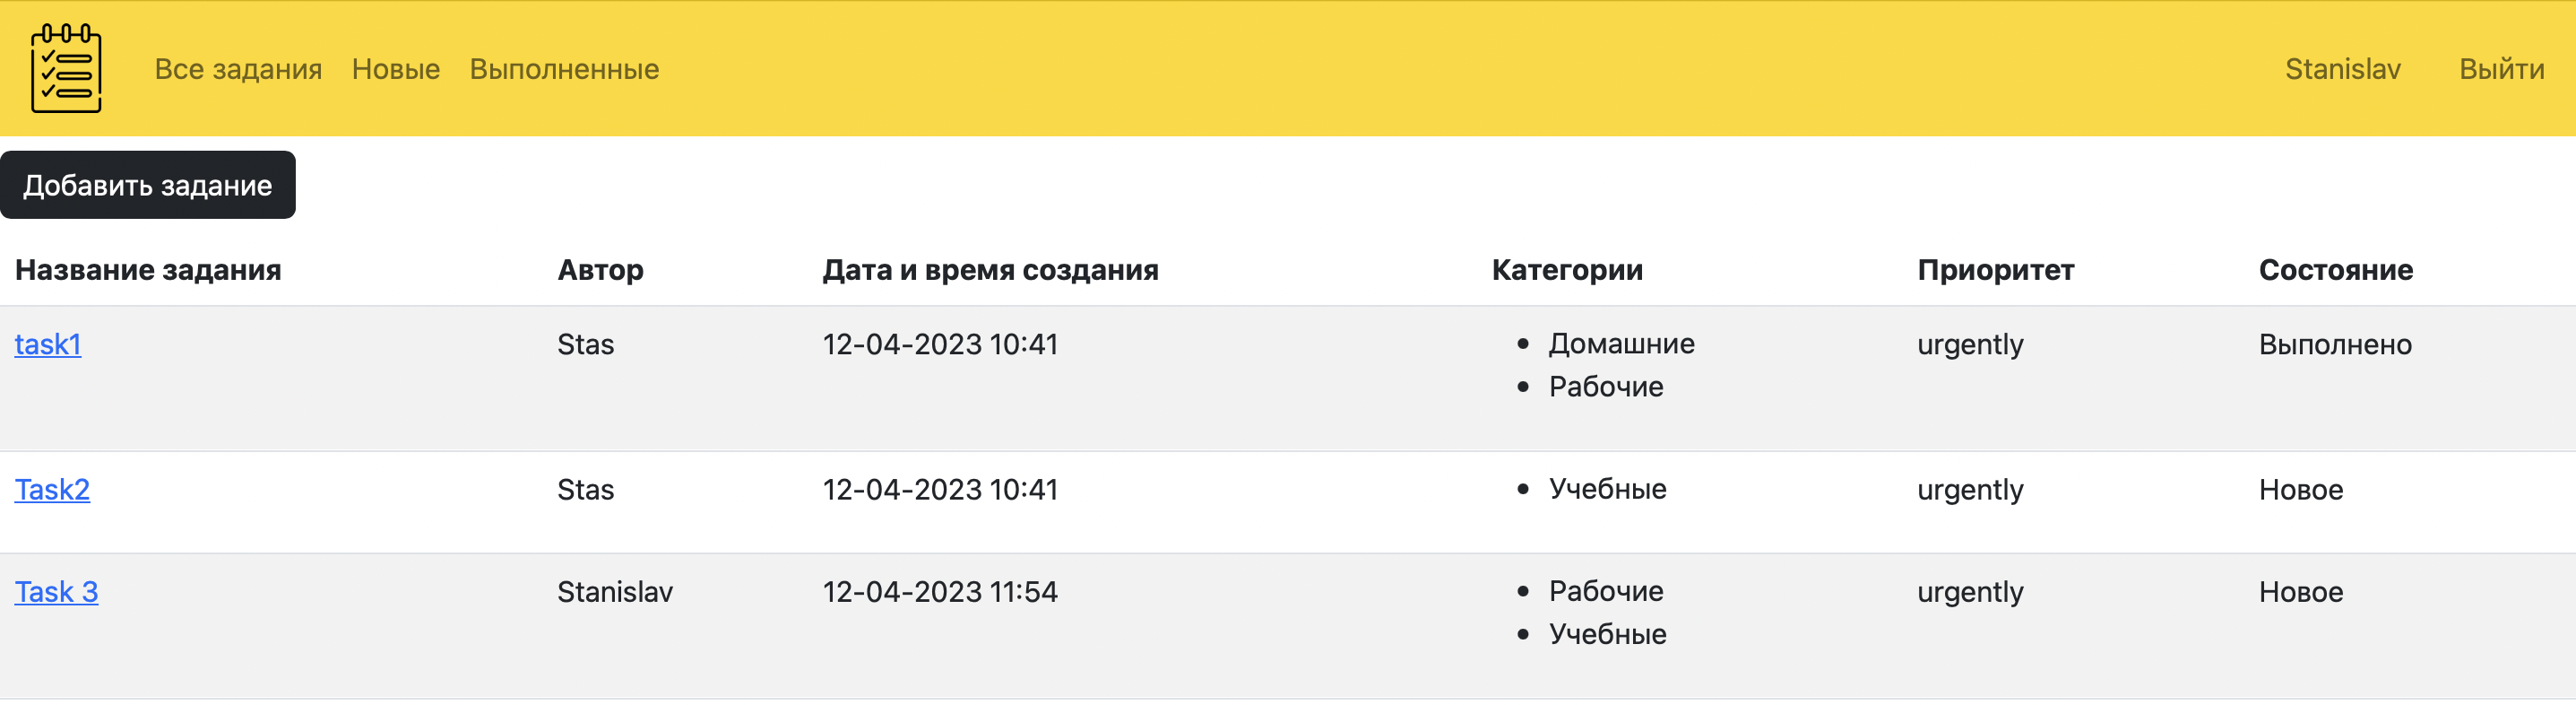 Все задания Новые Выполненные Stanislav Выйти
Добавить задание
Название задания Автор Дата и время создания Категории Приоритет Состояние
task1 Stas 12-04-2023 10:41 • Домашние urgently Выполнено
• Рабочие
Task2 Stas 12-04-2023 10:41 • Учебные urgently Новое
Task 3 Stanislav 12-04-2023 11:54 • Рабочие urgently Новое
• Учебные